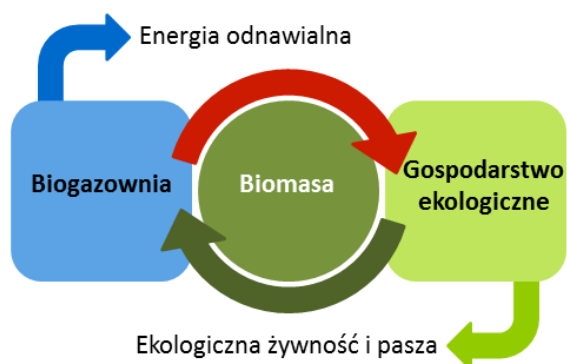 Energia odnawialna
Biogazownia
Biomasa
Gospodarstwo
ekologiczne
Ekologiczna żywność i pasza